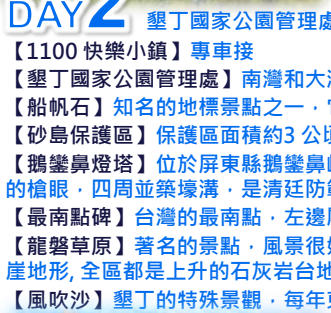 DAY2 墾丁國家公園管理處
【1100 快樂小鎮】專車接
【墾丁國家公園管理處】南灣和大
【船帆石】知名的地標景點之一，
【砂島保護區】保護區面積約3 公
【鵝鑾鼻燈塔】位於屏東縣鵝鑾鼻
的槍眼，四周並築壕溝，是清廷防
【最南點碑】台灣的最南點，左邊
【龍磐草原】著名的景點，風景很
崖地形, 全區都是上升的石灰岩台地
【風吹沙】墾丁的特殊景觀，每年